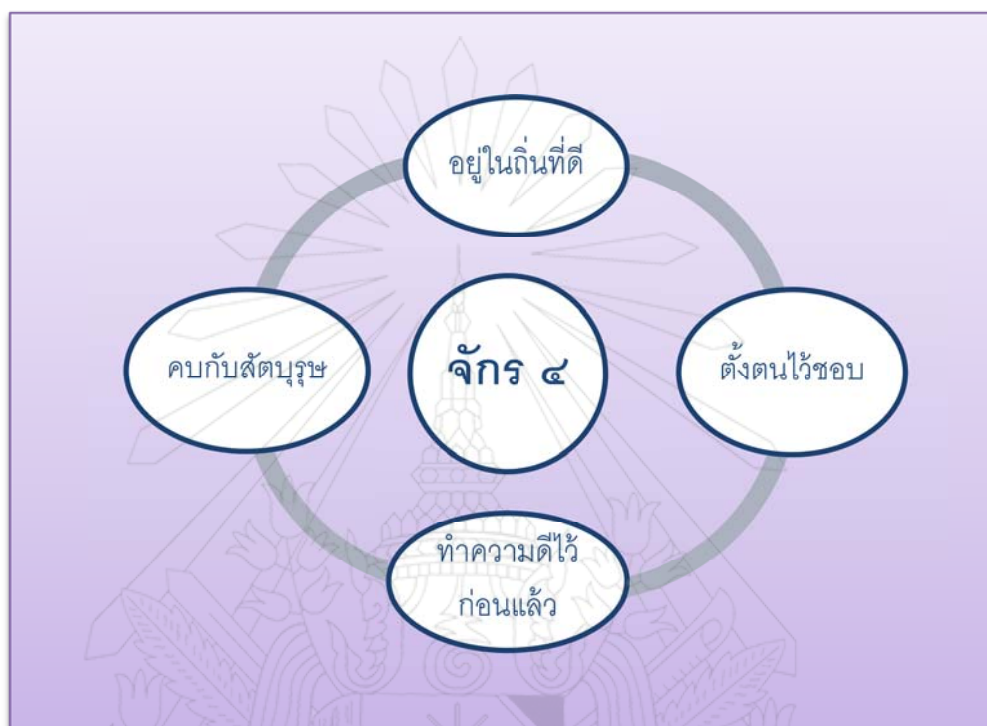 อยู่ในถิ่นที่ดี
คบกับสัตบุรุษ
จักร ๔
ตั้งตนไว้ชอบ
ทำความดีไว้
ก่อนแล้ว